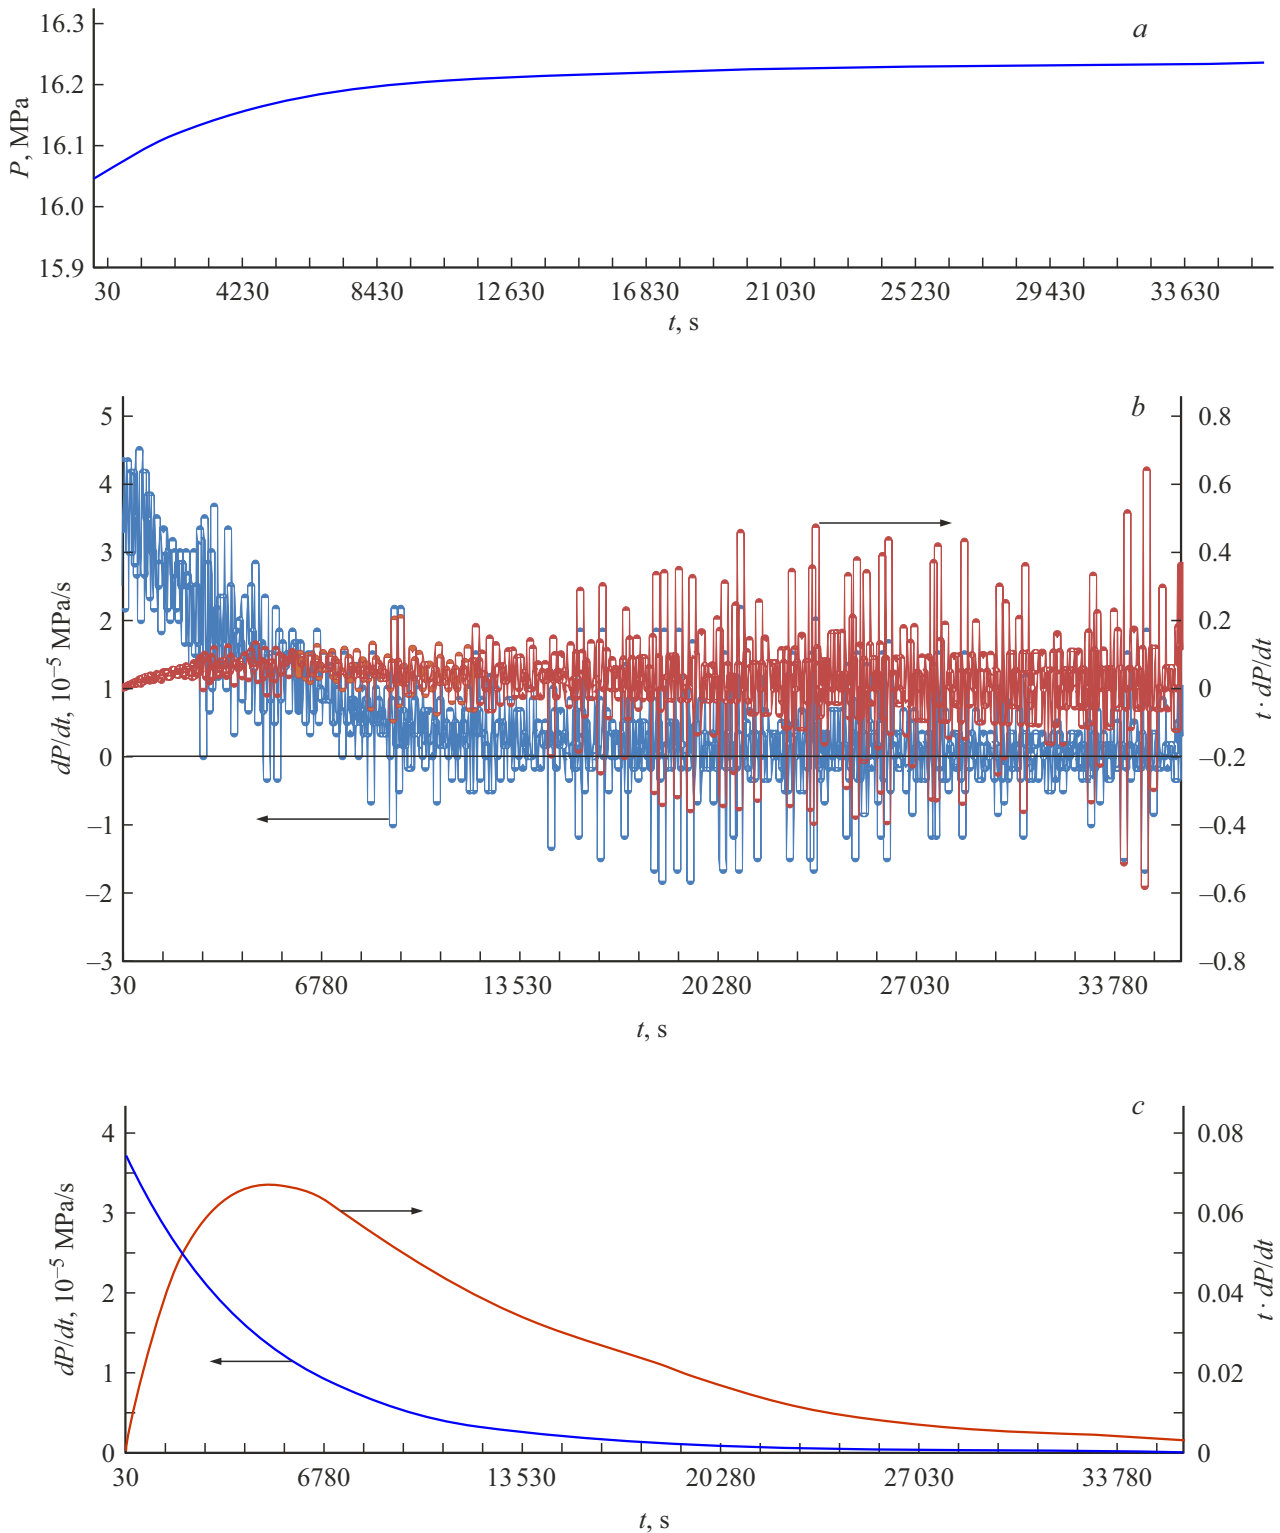 a
16.3
16.2
16.1
16.0
15.9
P, MPa
30 4230 8430 12 630 16 830 21 030 25 230 29 430 33 630
t, s
b
5
4
3
2
1
0
–1
–2
–3
dP/dt, 10⁻⁵ MPa/s
0.8
0.6
0.4
0.2
0
–0.2
–0.4
–0.6
–0.8
t · dP/dt
30 6780 13 530 20 280 27 030 33 780
t, s
c
4
3
2
1
0
dP/dt, 10⁻⁵ MPa/s
0.08
0.06
0.04
0.02
0
t · dP/dt
30 6780 13 530 20 280 27 030 33 780
t, s